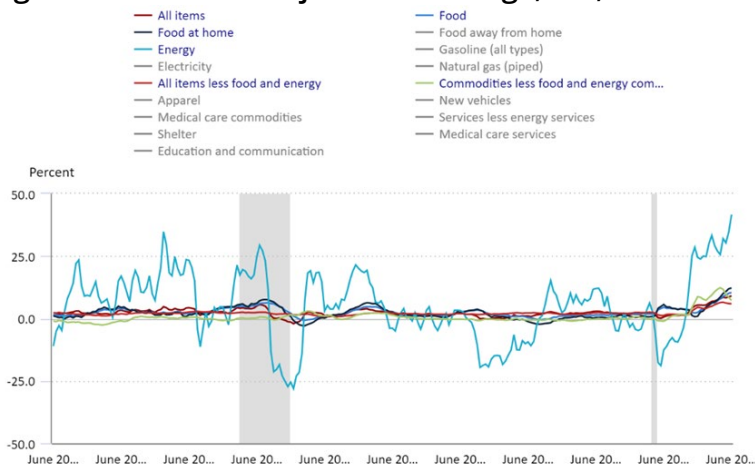 All items
Food
Food at home
Food away from home
Energy
Gasoline (all types)
Electricity
Natural gas (piped)
All items less food and energy
Commodities less food and energy com...
Apparel
New vehicles
Medical care commodities
Services less energy services
Shelter
Medical care services
Education and communication
Percent
50.0
25.0
0.0
-25.0
-50.0
June 20... June 20... June 20... June 20... June 20... June 20... June 20... June 20... June 20... June 20... June 20...